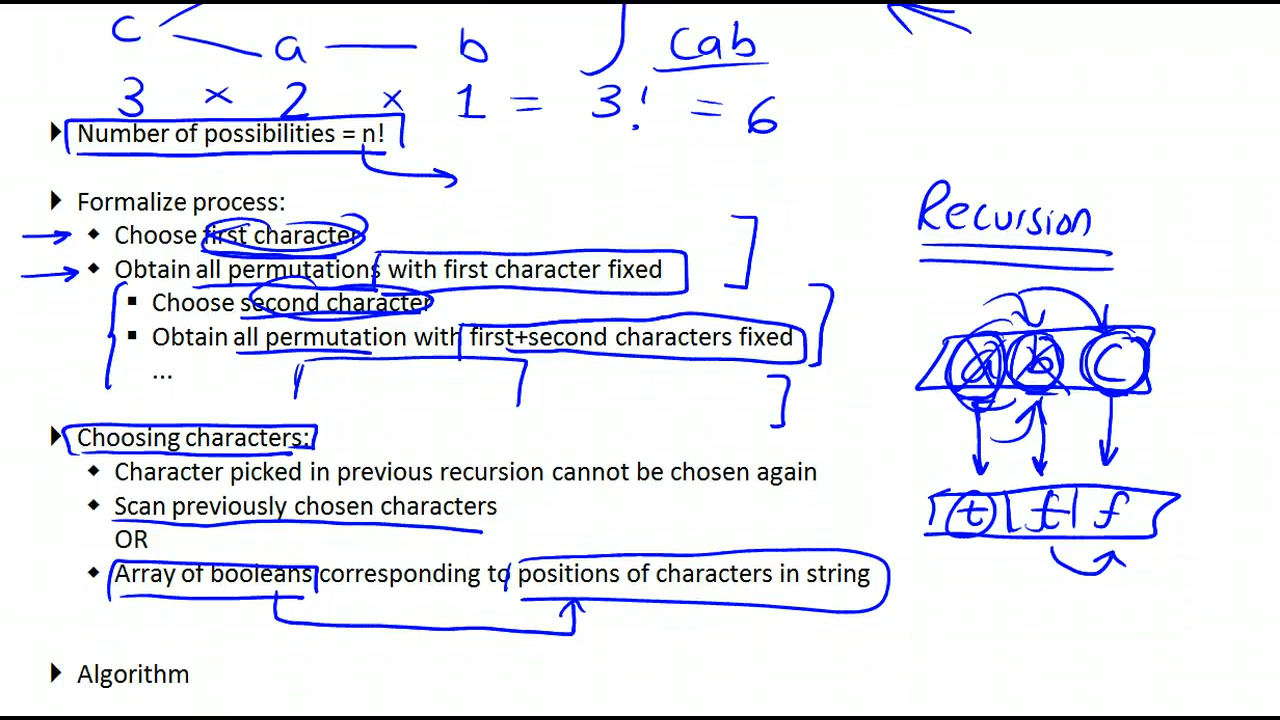 c a b cab
3 × 2 × 1 = 3! = 6
Number of possibilities = n!
Formalize process:
Recursion
Choose first character
Obtain all permutations with first character fixed
Choose second character
Obtain all permutation with first+second characters fixed
a b c
...
Choosing characters:
Character picked in previous recursion cannot be chosen again
Scan previously chosen characters
t f f
OR
Array of booleans corresponding to positions of characters in string
Algorithm